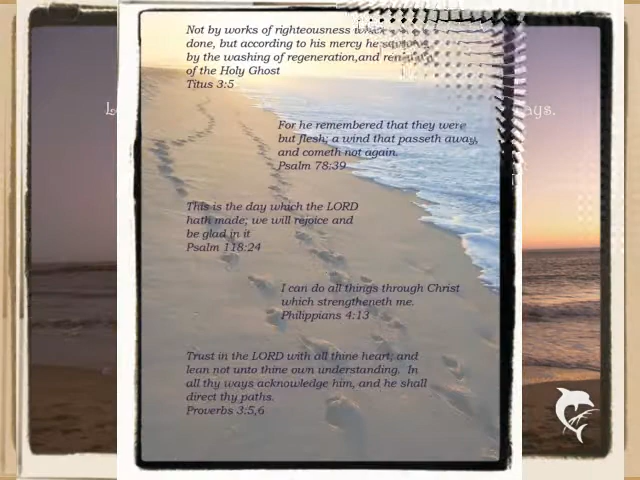 Not by works of righteousness
done, but according to his mercy he
by the washing of regeneration,and
of the Holy Ghost
Titus 3:5
For he remembered that they were
but flesh; a wind that passeth away,
and cometh not again.
Psalm 78:39
This is the day which the LORD
hath made; we will rejoice and
be glad in it
Psalm 118:24
I can do all things through Christ
which strengtheneth me.
Philippians 4:13
Trust in the LORD with all thine heart; and
lean not unto thine own understanding. In
all thy ways acknowledge him, and he shall
direct thy paths.
Proverbs 3:5,6